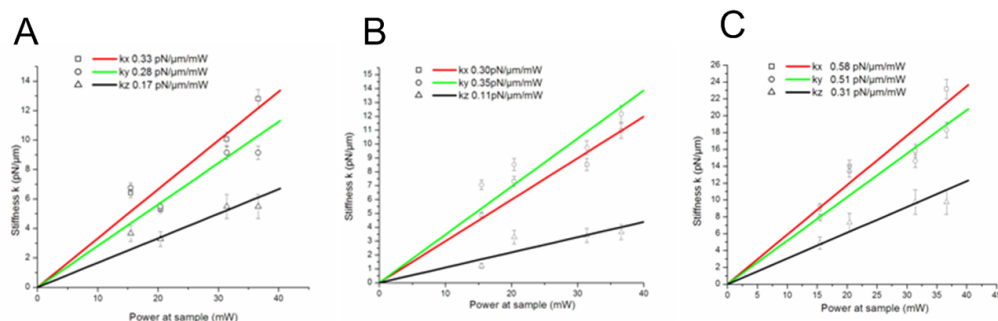 A
kx 0.33 pN/µm/mW
ky 0.28 pN/µm/mW
kz 0.17 pN/µm/mW
Stiffness k (pN/µm)
14
12
10
8
6
4
2
0
0 10 20 30 40
Power at sample (mW)
B
kx 0.30pN/µm/mW
ky 0.35pN/µm/mW
kz 0.11pN/µm/mW
Stiffness k (pN/µm)
15
14
13
12
11
10
9
8
7
6
5
4
3
2
1
0
0 10 20 30 40
Power at sample (mW)
C
kx 0.58 pN/µm/mW
ky 0.51 pN/µm/mW
kz 0.31 pN/µm/mW
Stiffness k (pN/µm)
26
24
22
20
18
16
14
12
10
8
6
4
2
0
0 5 10 15 20 25 30 35 40 45
Power at sample (mW)